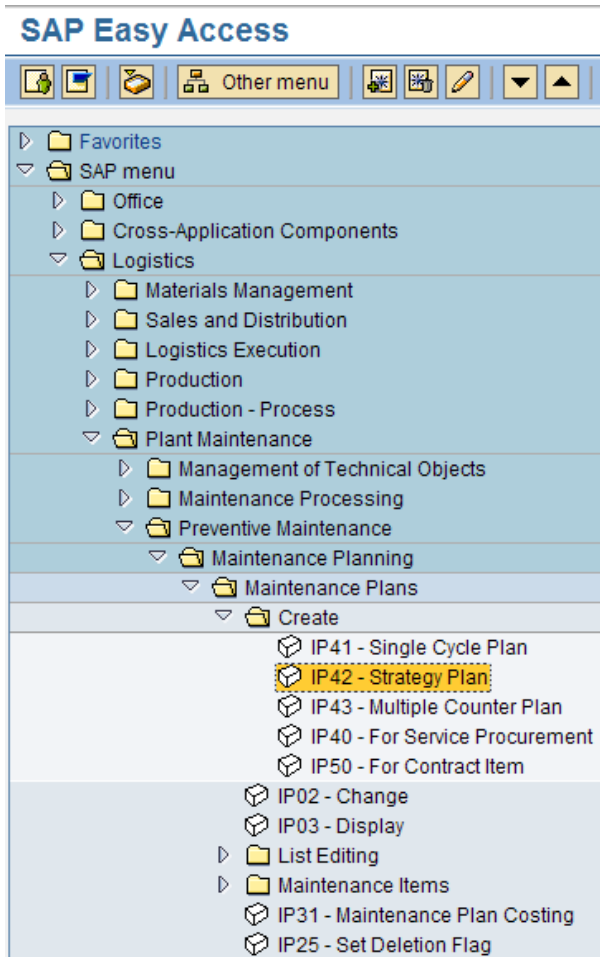 SAP Easy Access
Other menu
Favorites
SAP menu
Office
Cross-Application Components
Logistics
Materials Management
Sales and Distribution
Logistics Execution
Production
Production - Process
Plant Maintenance
Management of Technical Objects
Maintenance Processing
Preventive Maintenance
Maintenance Planning
Maintenance Plans
Create
IP41 - Single Cycle Plan
IP42 - Strategy Plan
IP43 - Multiple Counter Plan
IP40 - For Service Procurement
IP50 - For Contract Item
IP02 - Change
IP03 - Display
List Editing
Maintenance Items
IP31 - Maintenance Plan Costing
IP25 - Set Deletion Flag